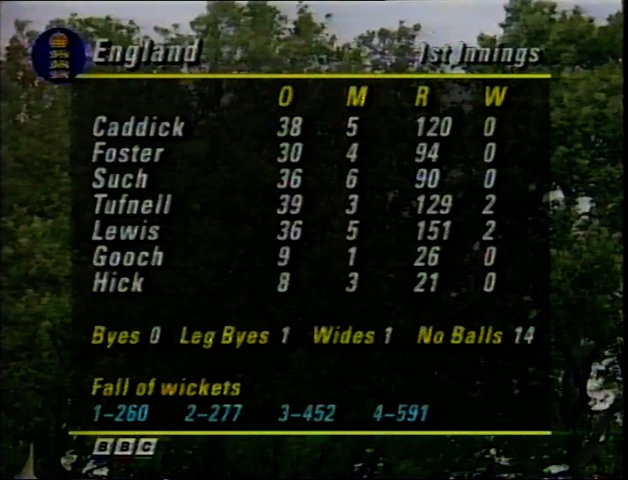 England 1st Innings
O M R W
Caddick 38 5 120 0
Foster 30 4 94 0
Such 36 6 90 0
Tufnell 39 3 129 2
Lewis 36 5 151 2
Gooch 9 1 26 0
Hick 8 3 21 0
Byes 0 Leg Byes 1 Wides 1 No Balls 14
Fall of wickets
1-260 2-277 3-452 4-591
BBC